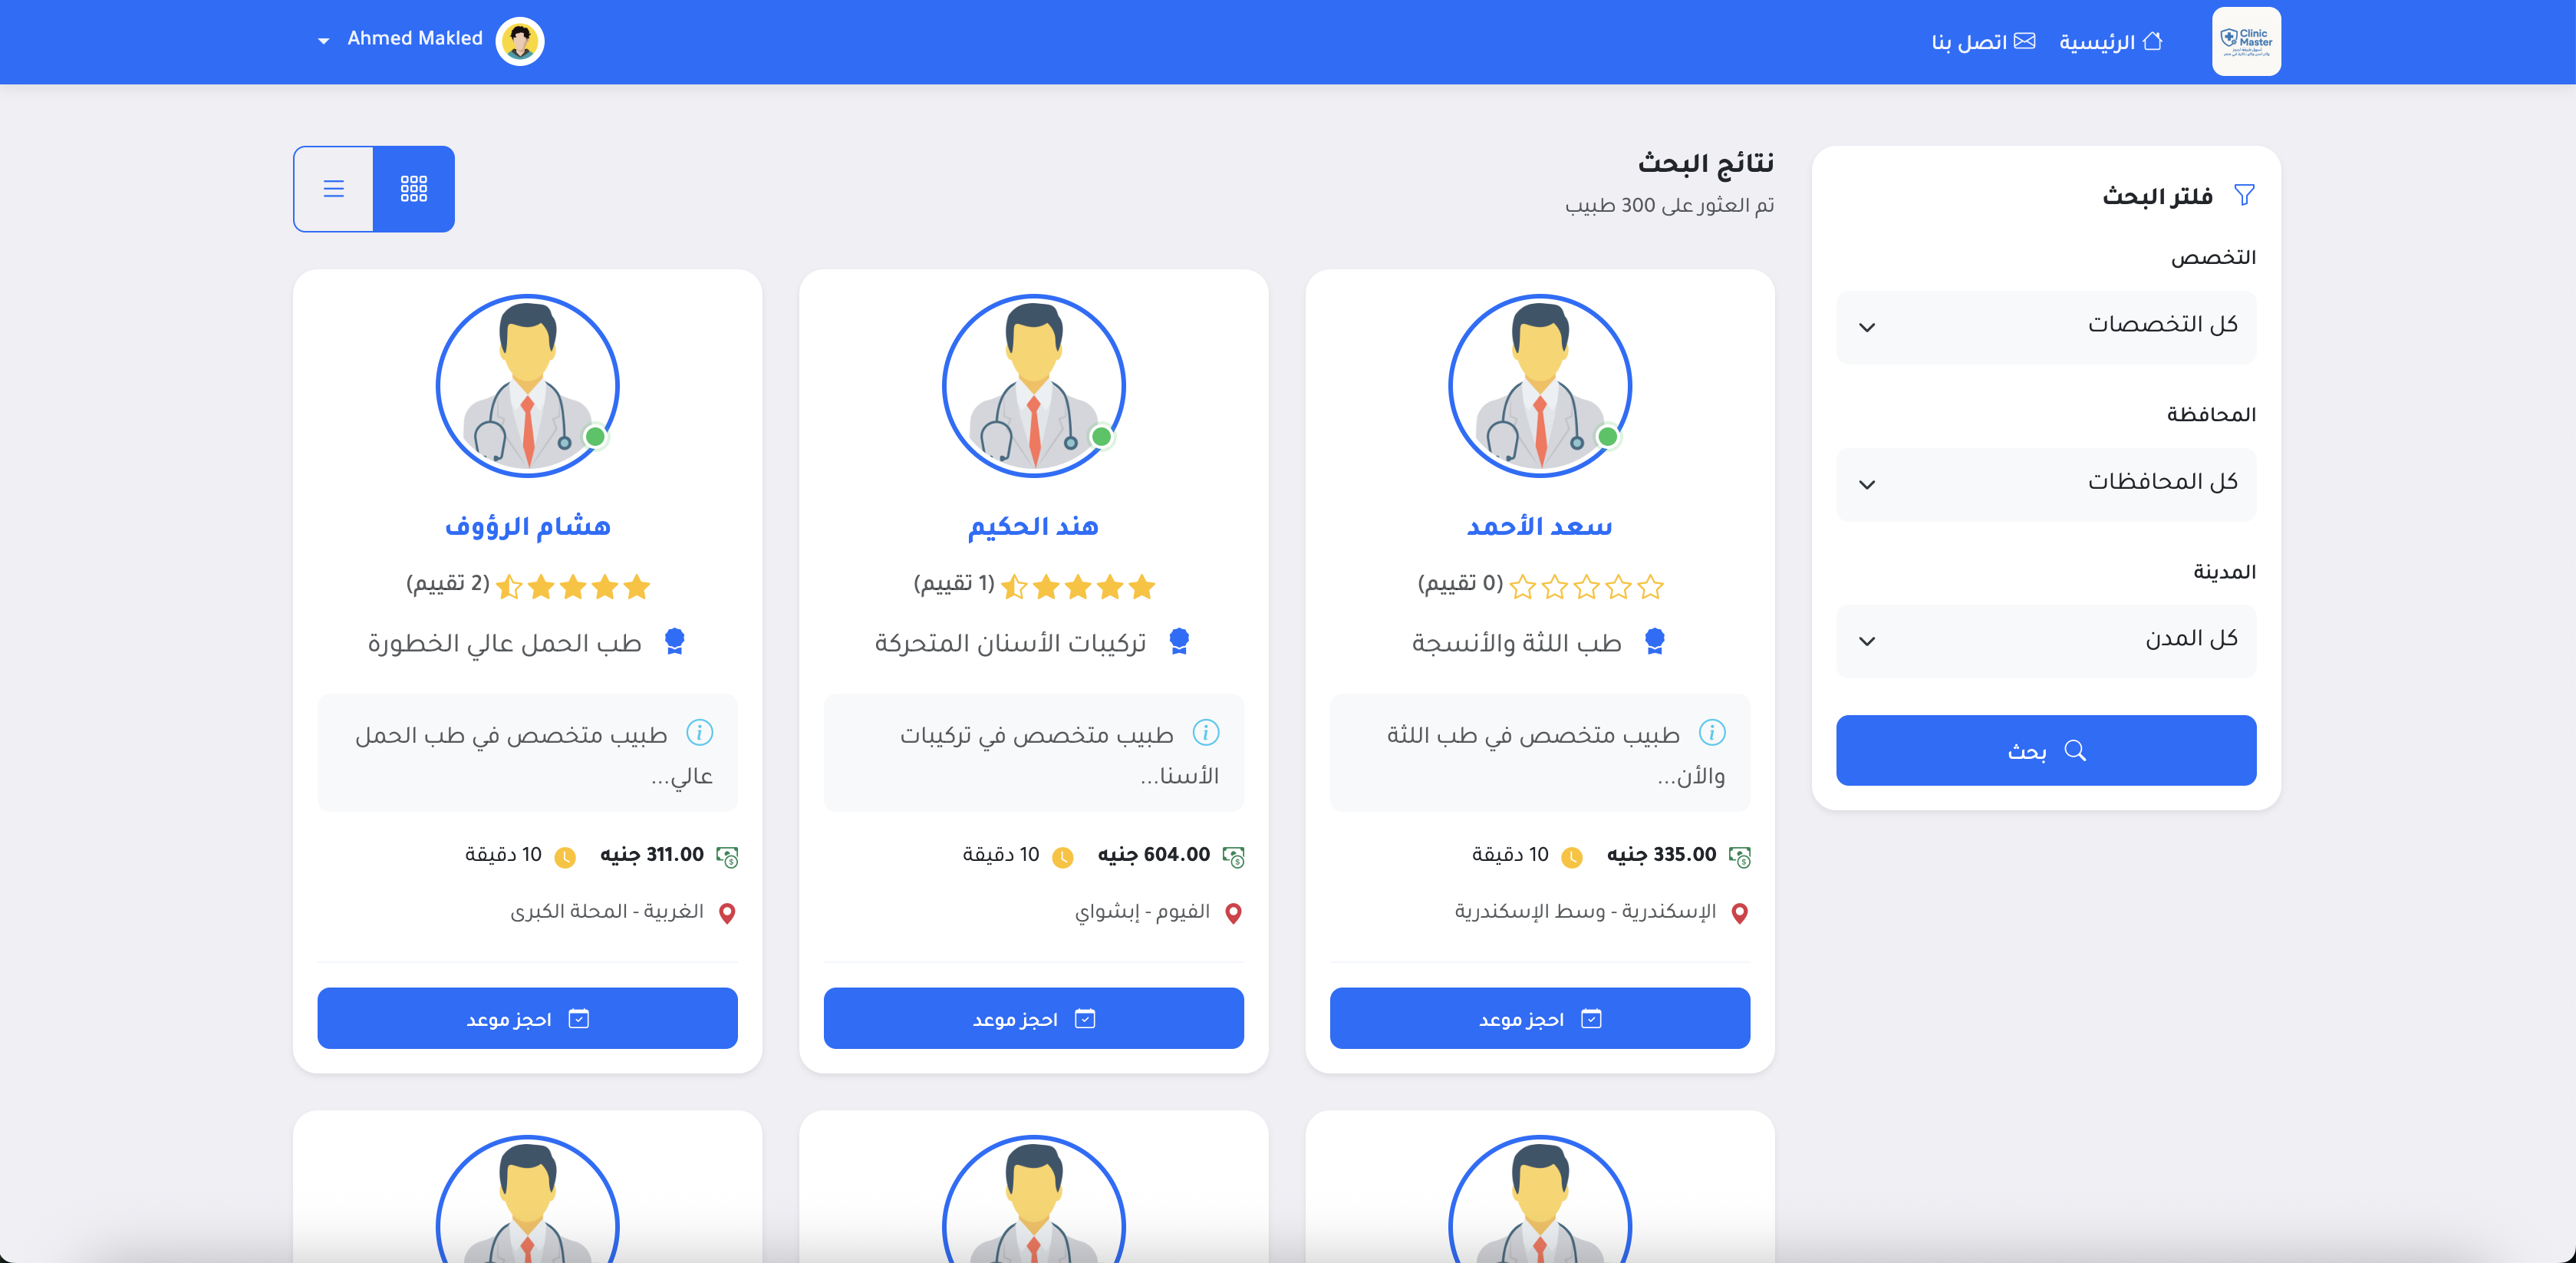 Clinic
Master
الرئيسية
اتصل بنا
Ahmed Makled
فلتر البحث
التخصص
كل التخصصات
المحافظة
كل المحافظات
المدينة
كل المدن
بحث
نتائج البحث
تم العثور على 300 طبيب
سعد الأحمد
(0 تقييم)
طب اللثة والأنسجة
طبيب متخصص في طب اللثة
والأن...
335.00 جنيه
10 دقيقة
الإسكندرية - وسط الإسكندرية
احجز موعد
هند الحكيم
(1 تقييم)
تركيبات الأسنان المتحركة
طبيب متخصص في تركيبات
الأسنا...
604.00 جنيه
10 دقيقة
الفيوم - إبشواي
احجز موعد
هشام الرؤوف
(2 تقييم)
طب الحمل عالي الخطورة
طبيب متخصص في طب الحمل
عالي...
311.00 جنيه
10 دقيقة
الغربية - المحلة الكبرى
احجز موعد